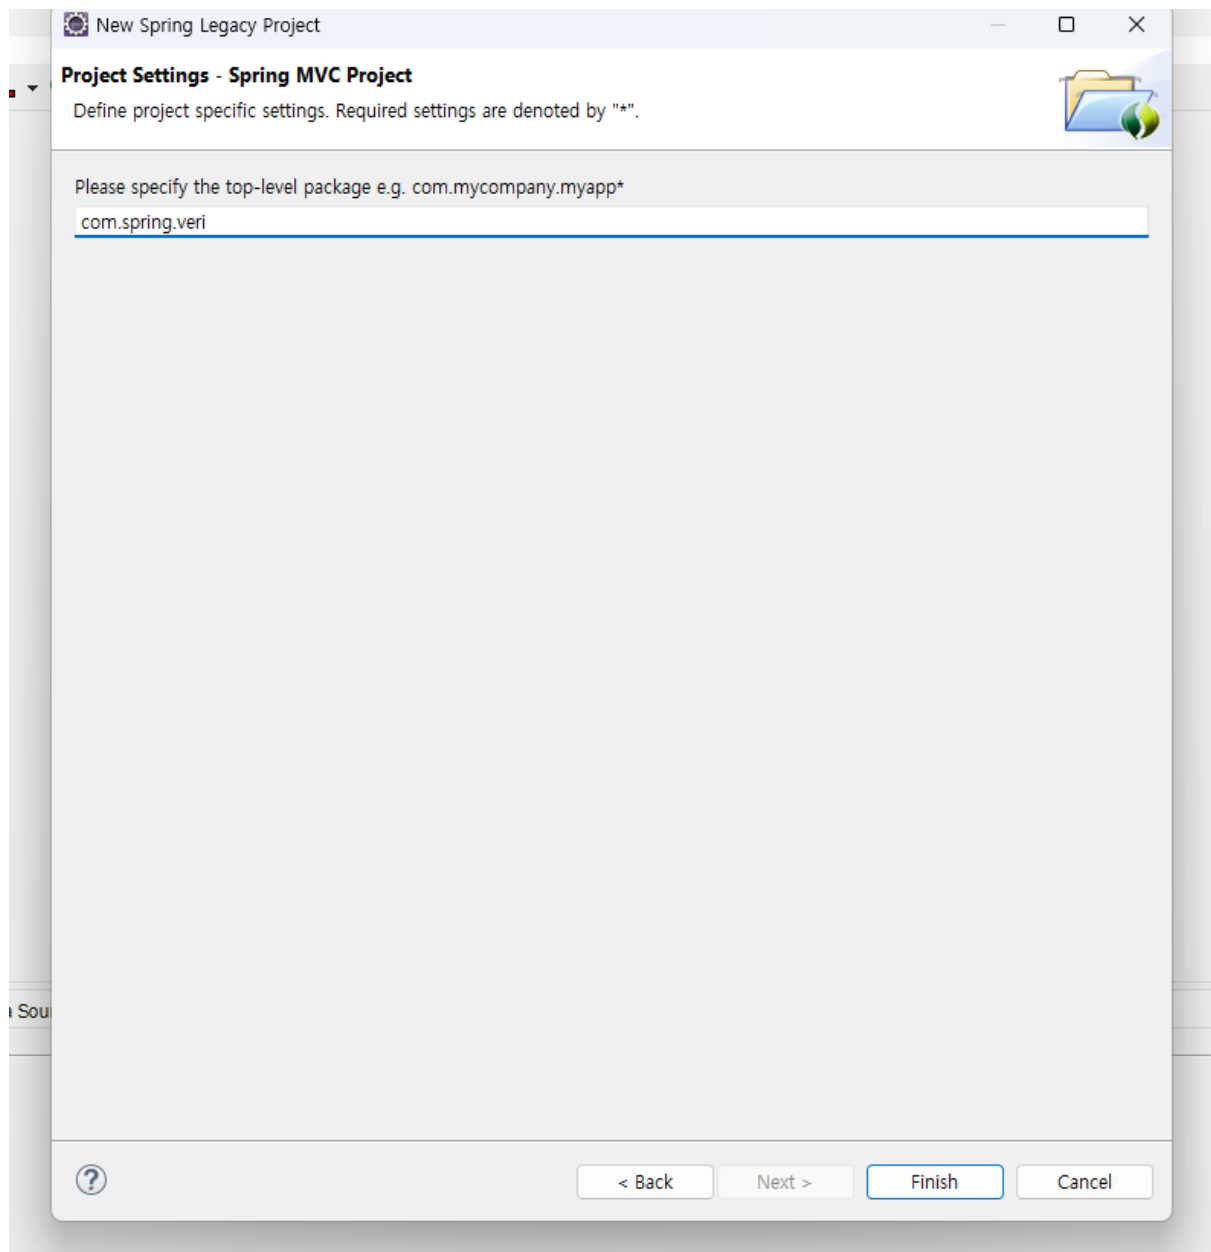 New Spring Legacy Project
Project Settings - Spring MVC Project
Define project specific settings. Required settings are denoted by "*".
Please specify the top-level package e.g. com.mycompany.myapp*
com.spring.veri
Sou
< Back
Next >
Finish
Cancel